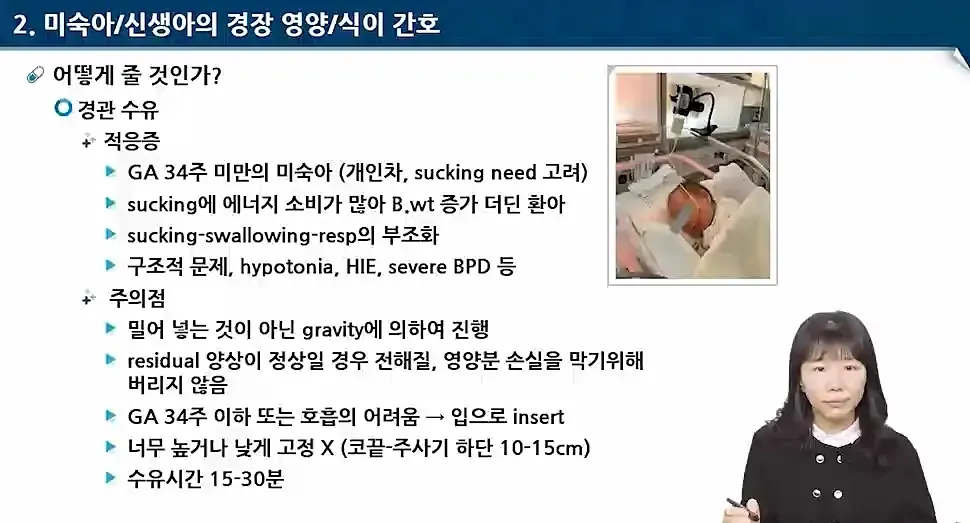 2. 미숙아/신생아의 경장 영양/식이 간호
어떻게 줄 것인가?
경관 수유
적응증
GA 34주 미만의 미숙아 (개인차, sucking need 고려)
sucking에 에너지 소비가 많아 B.wt 증가 더딘 환아
sucking-swallowing-resp의 부조화
구조적 문제, hypotonia, HIE, severe BPD 등
주의점
밀어 넣는 것이 아닌 gravity에 의하여 진행
residual 양상이 정상일 경우 전해질, 영양분 손실을 막기위해
버리지 않음
GA 34주 이하 또는 호흡의 어려움 → 입으로 insert
너무 높거나 낮게 고정 X (코끝-주사기 하단 10-15cm)
수유시간 15-30분